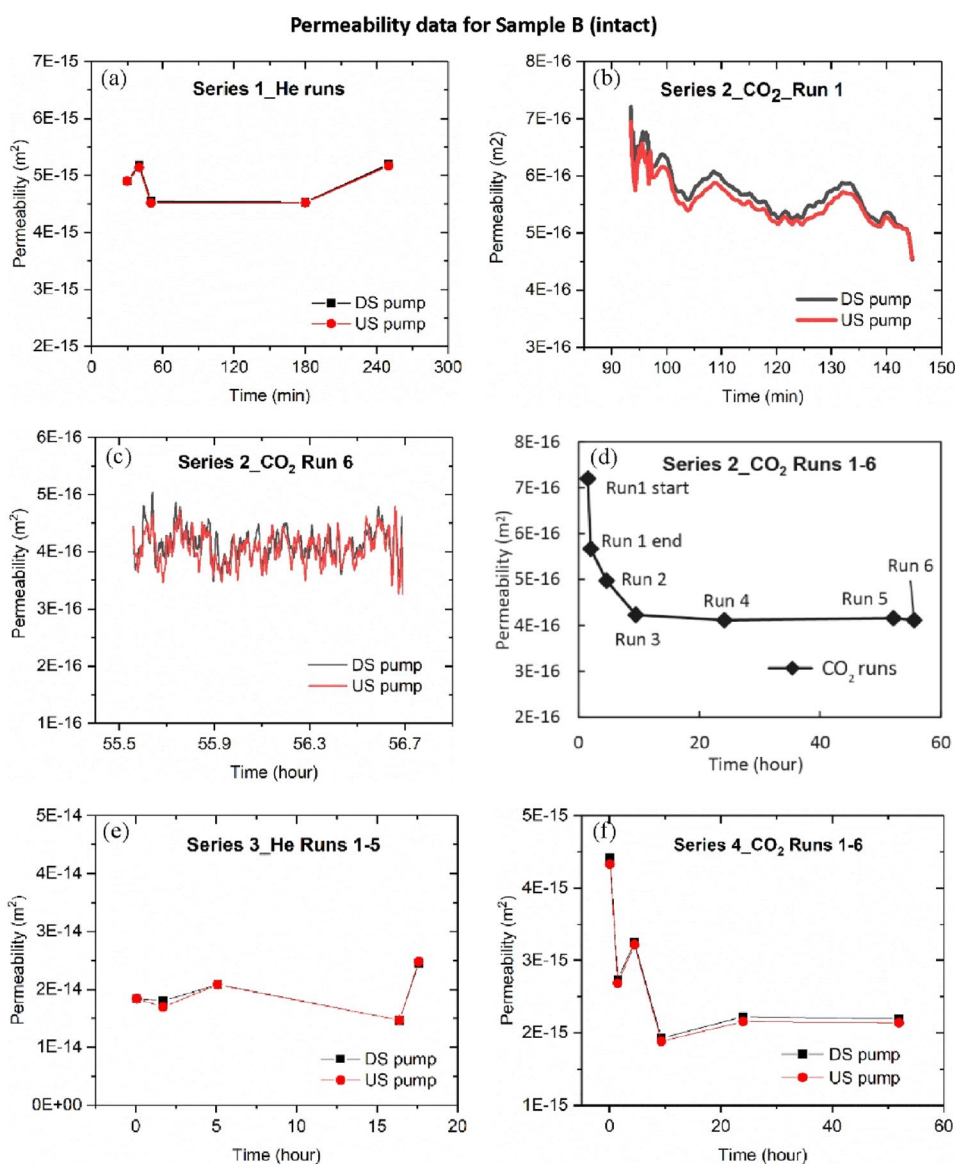 Permeability data for Sample B (intact)
(a)
Series 1_He runs
Permeability (m²)
7E-15
6E-15
5E-15
4E-15
3E-15
2E-15
0 60 120 180 240 300
Time (min)
DS pump
US pump
(b)
Series 2_CO₂_Run 1
Permeability (m2)
8E-16
7E-16
6E-16
5E-16
4E-16
3E-16
90 100 110 120 130 140 150
Time (min)
DS pump
US pump
(c)
Series 2_CO₂ Run 6
Permeability (m²)
6E-16
5E-16
4E-16
3E-16
2E-16
1E-16
55.5 55.9 56.3 56.7
Time (hour)
DS pump
US pump
(d)
Series 2_CO₂ Runs 1-6
Permeability (m²)
8E-16
7E-16
6E-16
5E-16
4E-16
3E-16
2E-16
Run1 start
Run 1 end
Run 2
Run 3
Run 4
Run 5
Run 6
CO₂ runs
0 20 40 60
Time (hour)
(e)
Series 3_He Runs 1-5
Permeability (m²)
5E-14
4E-14
3E-14
2E-14
1E-14
0E+00
0 5 10 15 20
Time (hour)
DS pump
US pump
(f)
Series 4_CO₂ Runs 1-6
Permeability (m²)
5E-15
4E-15
3E-15
2E-15
1E-15
0 20 40 60
Time (hour)
DS pump
US pump